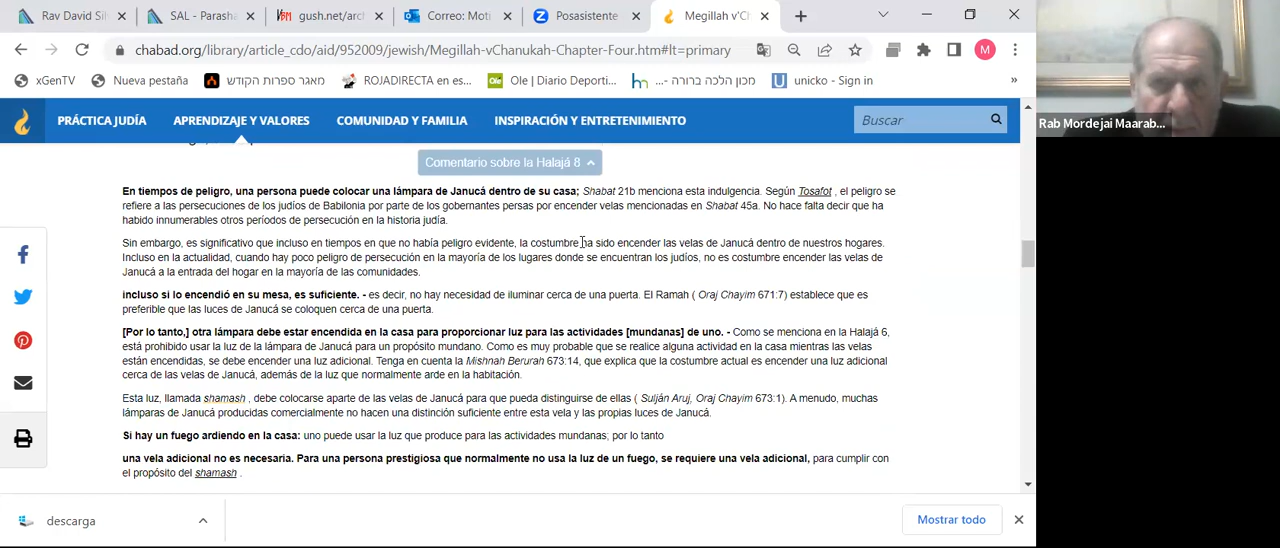 Rav David Sil
SAL - Parasha
gush.net/arc
Correo: Moti
Posasistente
Megillah v'Ch
chabad.org/library/article_cdo/aid/952009/jewish/Megillah-vChanukah-Chapter-Four.htm#lt=primary
M
xGenTV
Nueva pestaña
מאגר ספרות הקודש
ROJADIRECTA en es...
Ole | Diario Deporti...
מכון הלכה ברורה -...
unicko - Sign in
»
PRÁCTICA JUDÍA
APRENDIZAJE Y VALORES
COMUNIDAD Y FAMILIA
INSPIRACIÓN Y ENTRETENIMIENTO
Buscar
Rab Mordejai Maarab...
Comentario sobre la Halajá 8
En tiempos de peligro, una persona puede colocar una lámpara de Janucá dentro de su casa; Shabat 21b menciona esta indulgencia. Según Tosafot , el peligro se
refiere a las persecuciones de los judíos de Babilonia por parte de los gobernantes persas por encender velas mencionadas en Shabat 45a. No hace falta decir que ha
habido innumerables otros períodos de persecución en la historia judía.
Sin embargo, es significativo que incluso en tiempos en que no había peligro evidente, la costumbre ha sido encender las velas de Janucá dentro de nuestros hogares.
Incluso en la actualidad, cuando hay poco peligro de persecución en la mayoría de los lugares donde se encuentran los judíos, no es costumbre encender las velas de
Janucá a la entrada del hogar en la mayoría de las comunidades.
incluso si lo encendió en su mesa, es suficiente. - es decir, no hay necesidad de iluminar cerca de una puerta. El Ramah ( Oraj Chayim 671:7) establece que es
preferible que las luces de Janucá se coloquen cerca de una puerta.
[Por lo tanto,] otra lámpara debe estar encendida en la casa para proporcionar luz para las actividades [mundanas] de uno. - Como se menciona en la Halajá 6,
está prohibido usar la luz de la lámpara de Janucá para un propósito mundano. Como es muy probable que se realice alguna actividad en la casa mientras las velas
están encendidas, se debe encender una luz adicional. Tenga en cuenta la Mishnah Berurah 673:14, que explica que la costumbre actual es encender una luz adicional
cerca de las velas de Janucá, además de la luz que normalmente arde en la habitación.
Esta luz, llamada shamash , debe colocarse aparte de las velas de Janucá para que pueda distinguirse de ellas ( Sulján Aruj, Oraj Chayim 673:1). A menudo, muchas
lámparas de Janucá producidas comercialmente no hacen una distinción suficiente entre esta vela y las propias luces de Janucá.
Si hay un fuego ardiendo en la casa: uno puede usar la luz que produce para las actividades mundanas; por lo tanto
una vela adicional no es necesaria. Para una persona prestigiosa que normalmente no usa la luz de un fuego, se requiere una vela adicional, para cumplir con
el propósito del shamash .
descarga
Mostrar todo